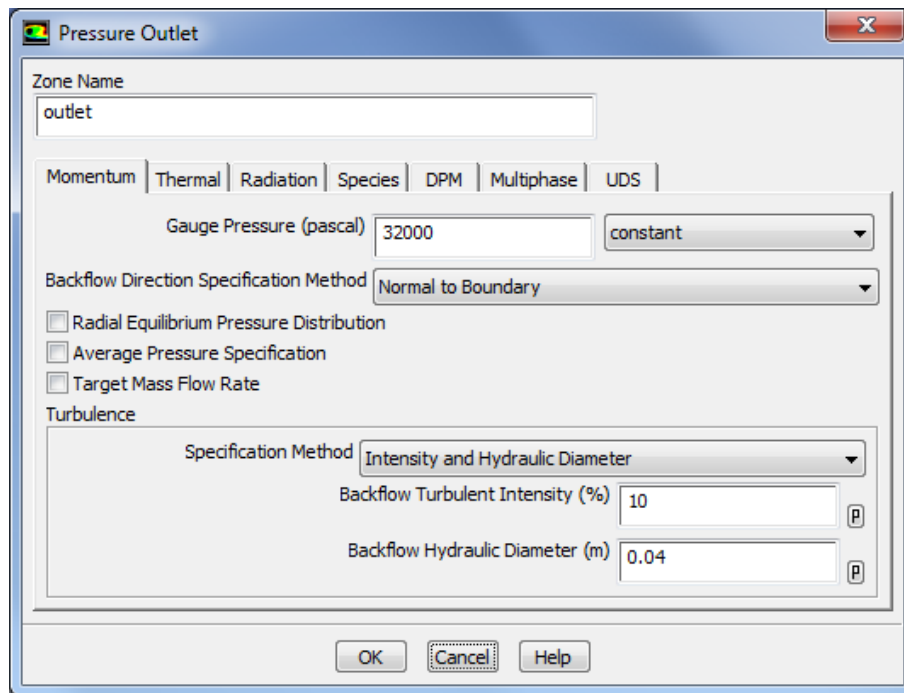 Pressure Outlet
Zone Name
outlet
Momentum Thermal Radiation Species DPM Multiphase UDS
Gauge Pressure (pascal) 32000 constant
Backflow Direction Specification Method Normal to Boundary
Radial Equilibrium Pressure Distribution
Average Pressure Specification
Target Mass Flow Rate
Turbulence
Specification Method Intensity and Hydraulic Diameter
Backflow Turbulent Intensity (%) 10 P
Backflow Hydraulic Diameter (m) 0.04 P
OK Cancel Help